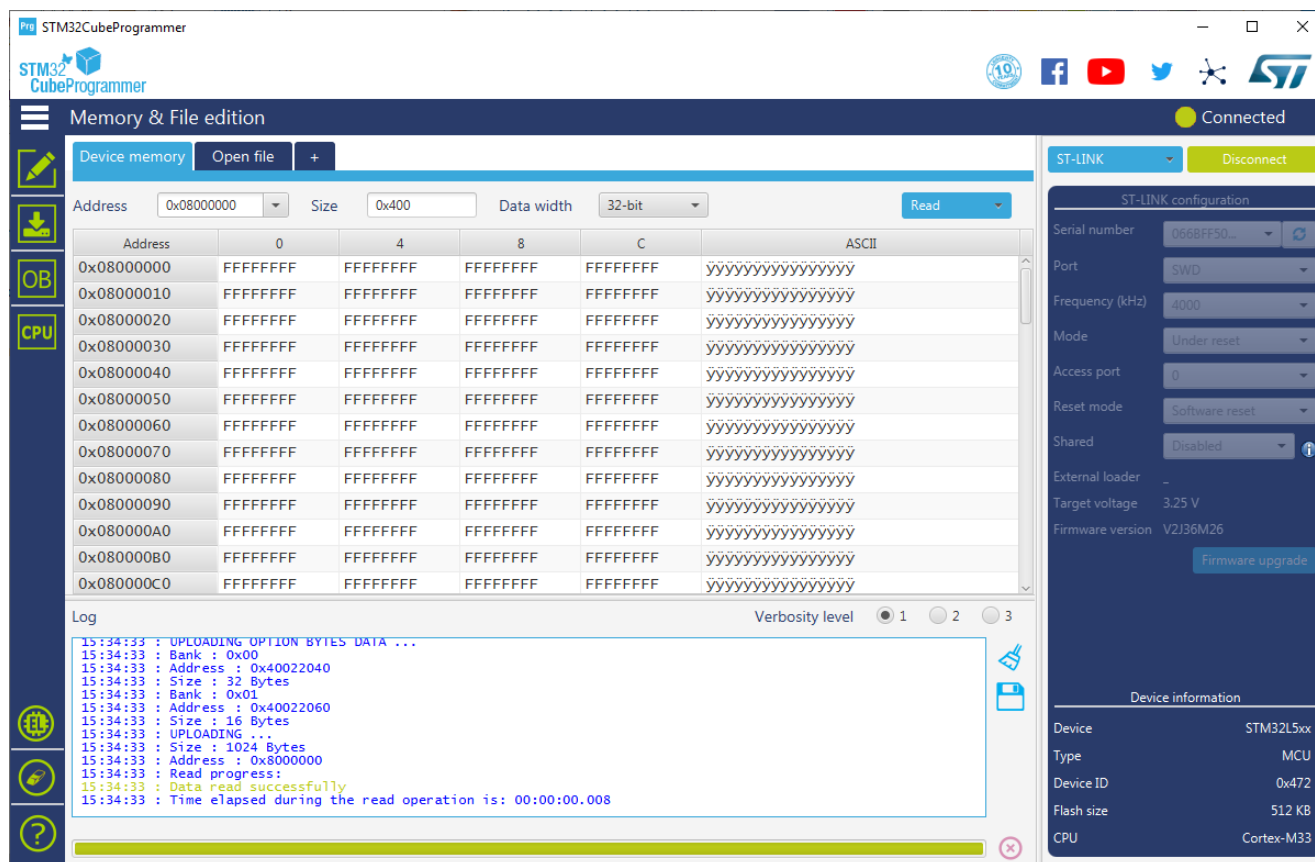 Prg STM32CubeProgrammer
STM32
CubeProgrammer
10
Memory & File edition
Connected
Device memory Open file +
Address 0x08000000 Size 0x400 Data width 32-bit Read
Address 0 4 8 C ASCII
0x08000000 FFFFFFFF FFFFFFFF FFFFFFFF FFFFFFFF ÿÿÿÿÿÿÿÿÿÿÿÿÿÿÿÿ
0x08000010 FFFFFFFF FFFFFFFF FFFFFFFF FFFFFFFF ÿÿÿÿÿÿÿÿÿÿÿÿÿÿÿÿ
0x08000020 FFFFFFFF FFFFFFFF FFFFFFFF FFFFFFFF ÿÿÿÿÿÿÿÿÿÿÿÿÿÿÿÿ
0x08000030 FFFFFFFF FFFFFFFF FFFFFFFF FFFFFFFF ÿÿÿÿÿÿÿÿÿÿÿÿÿÿÿÿ
0x08000040 FFFFFFFF FFFFFFFF FFFFFFFF FFFFFFFF ÿÿÿÿÿÿÿÿÿÿÿÿÿÿÿÿ
0x08000050 FFFFFFFF FFFFFFFF FFFFFFFF FFFFFFFF ÿÿÿÿÿÿÿÿÿÿÿÿÿÿÿÿ
0x08000060 FFFFFFFF FFFFFFFF FFFFFFFF FFFFFFFF ÿÿÿÿÿÿÿÿÿÿÿÿÿÿÿÿ
0x08000070 FFFFFFFF FFFFFFFF FFFFFFFF FFFFFFFF ÿÿÿÿÿÿÿÿÿÿÿÿÿÿÿÿ
0x08000080 FFFFFFFF FFFFFFFF FFFFFFFF FFFFFFFF ÿÿÿÿÿÿÿÿÿÿÿÿÿÿÿÿ
0x08000090 FFFFFFFF FFFFFFFF FFFFFFFF FFFFFFFF ÿÿÿÿÿÿÿÿÿÿÿÿÿÿÿÿ
0x080000A0 FFFFFFFF FFFFFFFF FFFFFFFF FFFFFFFF ÿÿÿÿÿÿÿÿÿÿÿÿÿÿÿÿ
0x080000B0 FFFFFFFF FFFFFFFF FFFFFFFF FFFFFFFF ÿÿÿÿÿÿÿÿÿÿÿÿÿÿÿÿ
0x080000C0 FFFFFFFF FFFFFFFF FFFFFFFF FFFFFFFF ÿÿÿÿÿÿÿÿÿÿÿÿÿÿÿÿ
OB
CPU
Log Verbosity level 1 2 3
15:34:33 : UPLOADING OPTION BYTES DATA ...
15:34:33 : Bank : 0x00
15:34:33 : Address : 0x40022040
15:34:33 : Size : 32 Bytes
15:34:33 : Bank : 0x01
15:34:33 : Address : 0x40022060
15:34:33 : Size : 16 Bytes
15:34:33 : UPLOADING ...
15:34:33 : Size : 1024 Bytes
15:34:33 : Address : 0x8000000
15:34:33 : Read progress:
15:34:33 : Data read successfully
15:34:33 : Time elapsed during the read operation is: 00:00:00.008
ST-LINK Disconnect
ST-LINK configuration
Serial number 066BFF50...
Port SWD
Frequency (kHz) 4000
Mode Under reset
Access port 0
Reset mode Software reset
Shared Disabled
External loader _
Target voltage 3.25 V
Firmware version V2J36M26
Firmware upgrade
Device information
Device STM32L5xx
Type MCU
Device ID 0x472
Flash size 512 KB
CPU Cortex-M33